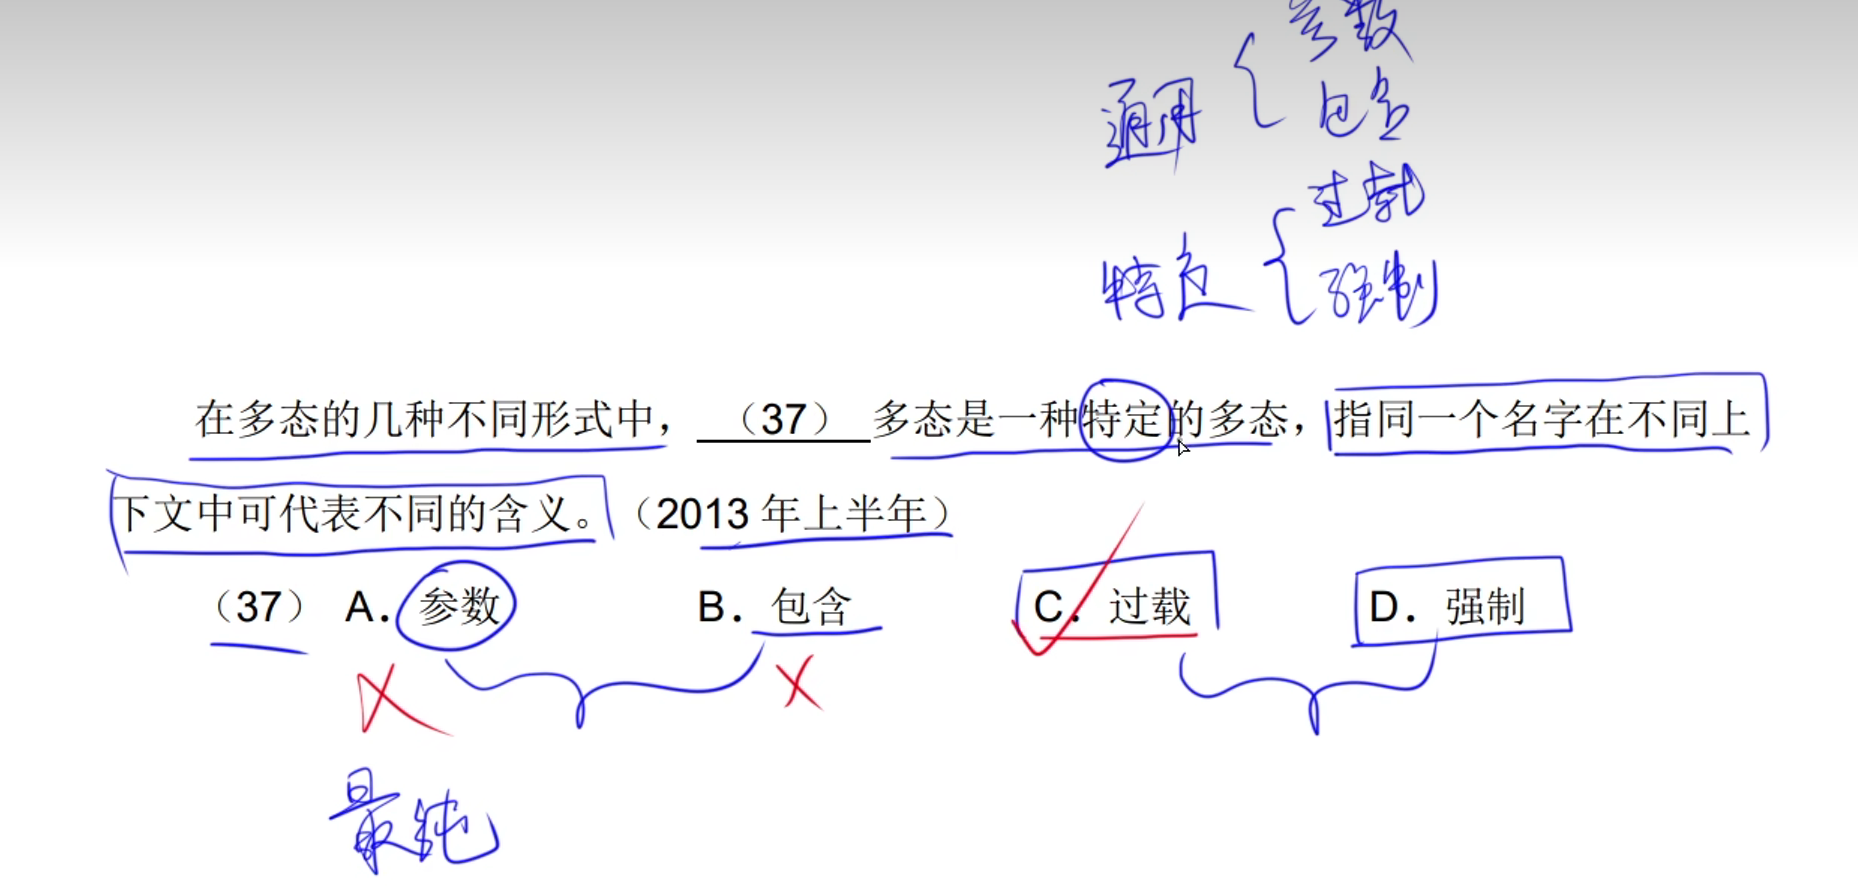 参数
通用
包含
过载
特定
强制
在多态的几种不同形式中，（37）多态是一种特定的多态，指同一个名字在不同上
下文中可代表不同的含义。（2013 年上半年）
（37） A．参数 B．包含 C．过载 D．强制
最纯